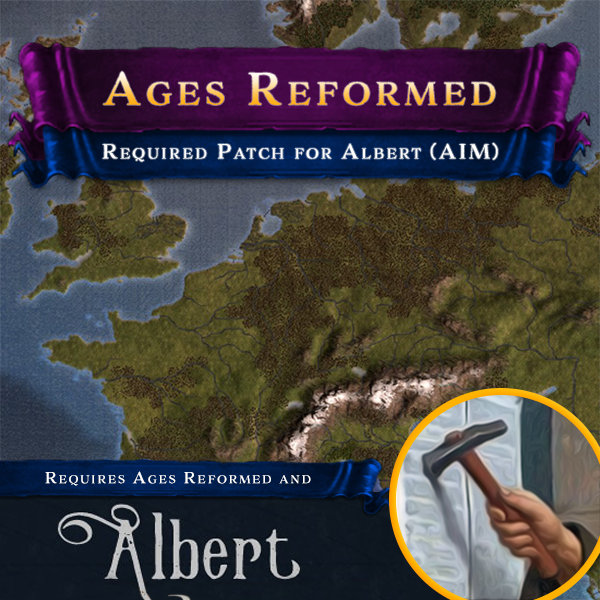 Ages Reformed
Required Patch for Albert (AIM)
Requires Ages Reformed and
Albert